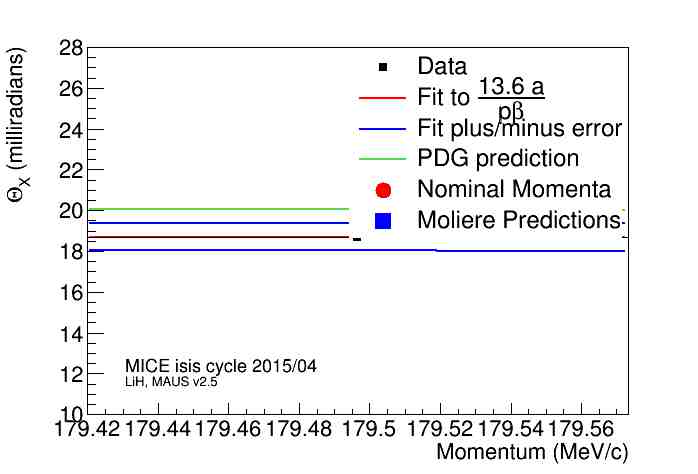 ΘX (milliradians)
28
26
24
22
20
18
16
14
12
10
Data
Fit to 13.6 a
pβ
Fit plus/minus error
PDG prediction
Nominal Momenta
Moliere Predictions
MICE isis cycle 2015/04
LiH, MAUS v2.5
179.42 179.44 179.46 179.48 179.5 179.52 179.54 179.56
Momentum (MeV/c)